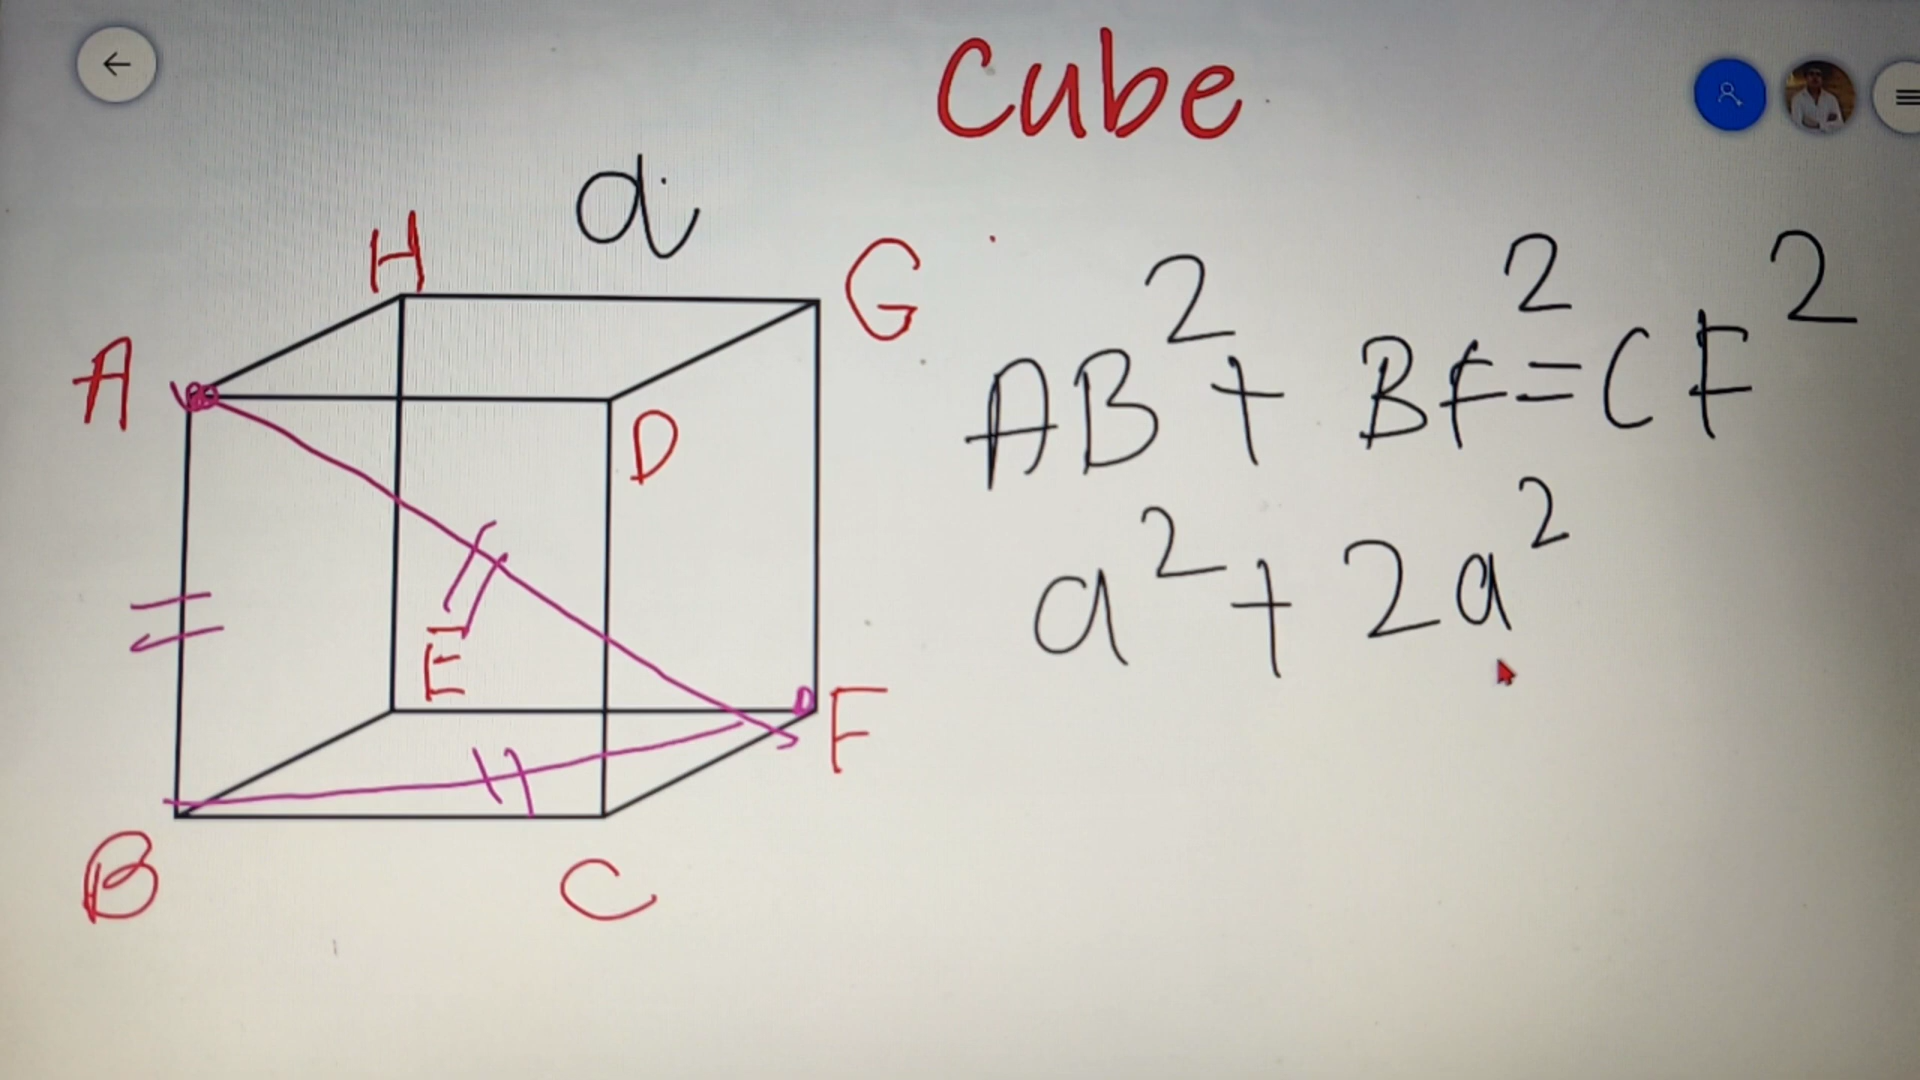 Cube
a
H
G
A
D
AB² + BF² = CF²
a² + 2a²
E
F
B
C